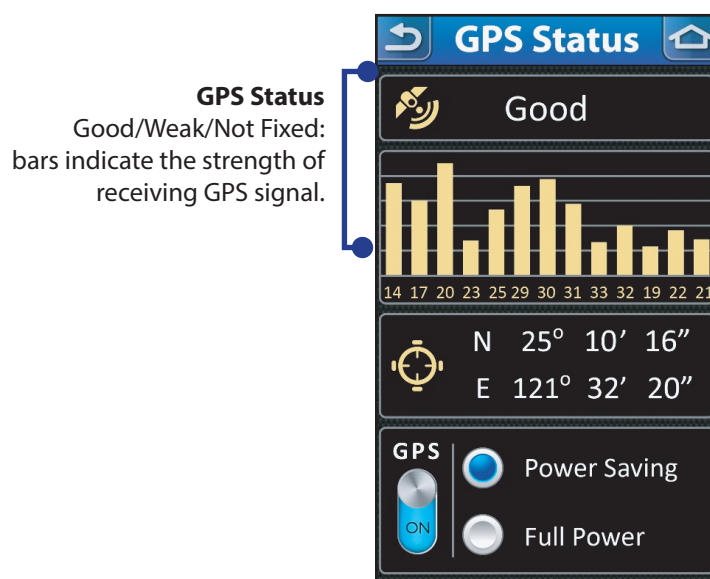 GPS Status
Good/Weak/Not Fixed:
bars indicate the strength of
receiving GPS signal.
GPS Status
Good
14 17 20 23 25 29 30 31 33 32 19 22 21
N 25° 10’ 16”
E 121° 32’ 20”
GPS
ON
Power Saving
Full Power